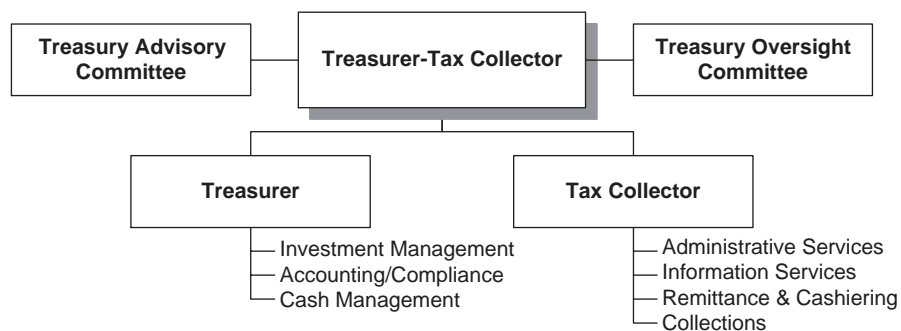 Treasury Advisory
Committee
Treasurer-Tax Collector
Treasury Oversight
Committee
Treasurer
Tax Collector
Investment Management
Accounting/Compliance
Cash Management
Administrative Services
Information Services
Remittance & Cashiering
Collections